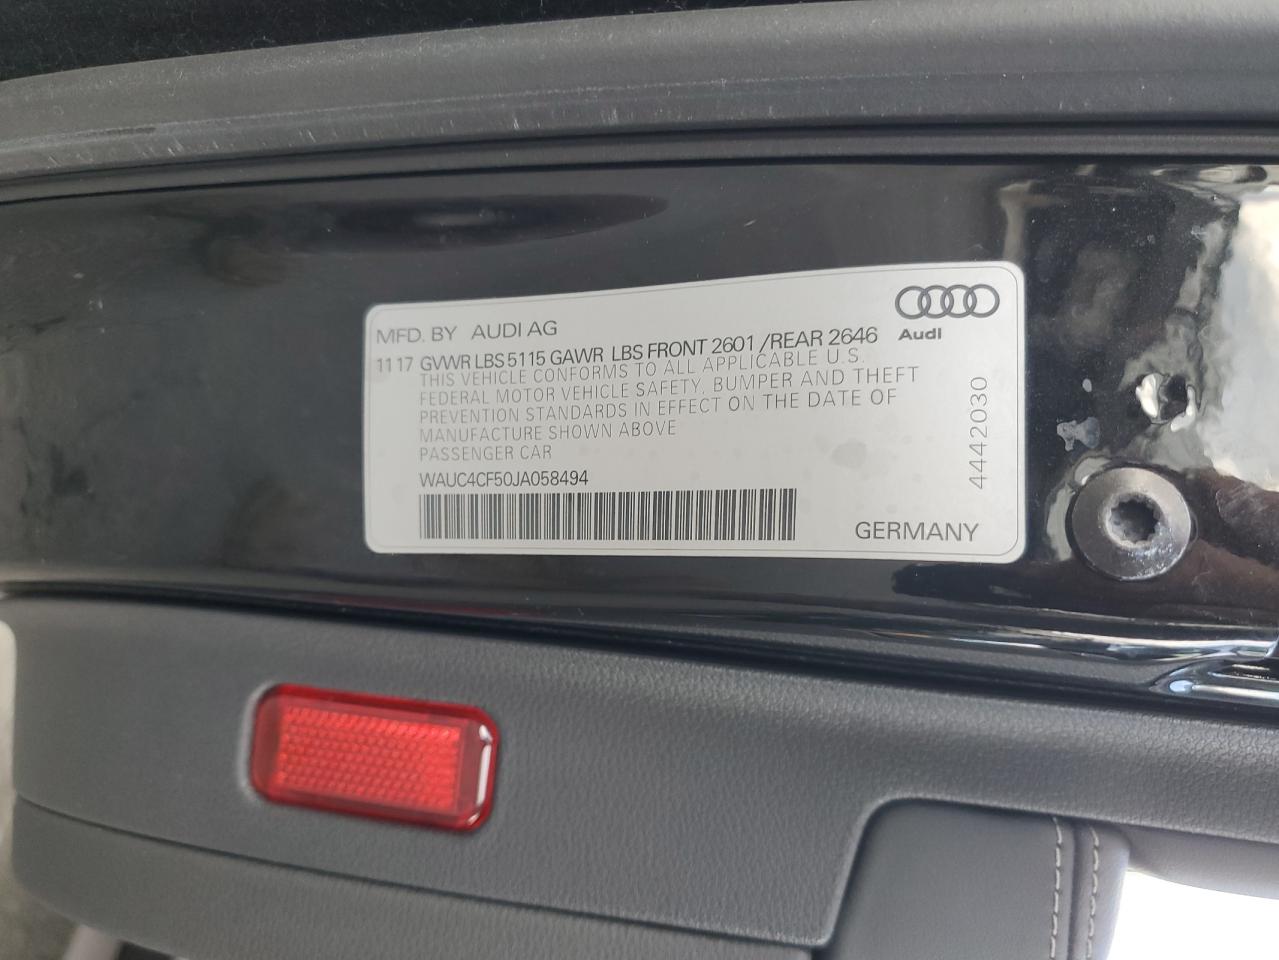 MFD. BY AUDI AG
Audi
11 17 GVWR LBS 5115 GAWR LBS FRONT 2601 /REAR 2646
THIS VEHICLE CONFORMS TO ALL APPLICABLE U.S.
FEDERAL MOTOR VEHICLE SAFETY, BUMPER AND THEFT
PREVENTION STANDARDS IN EFFECT ON THE DATE OF
MANUFACTURE SHOWN ABOVE
PASSENGER CAR
WAUC4CF50JA058494
GERMANY
4442030